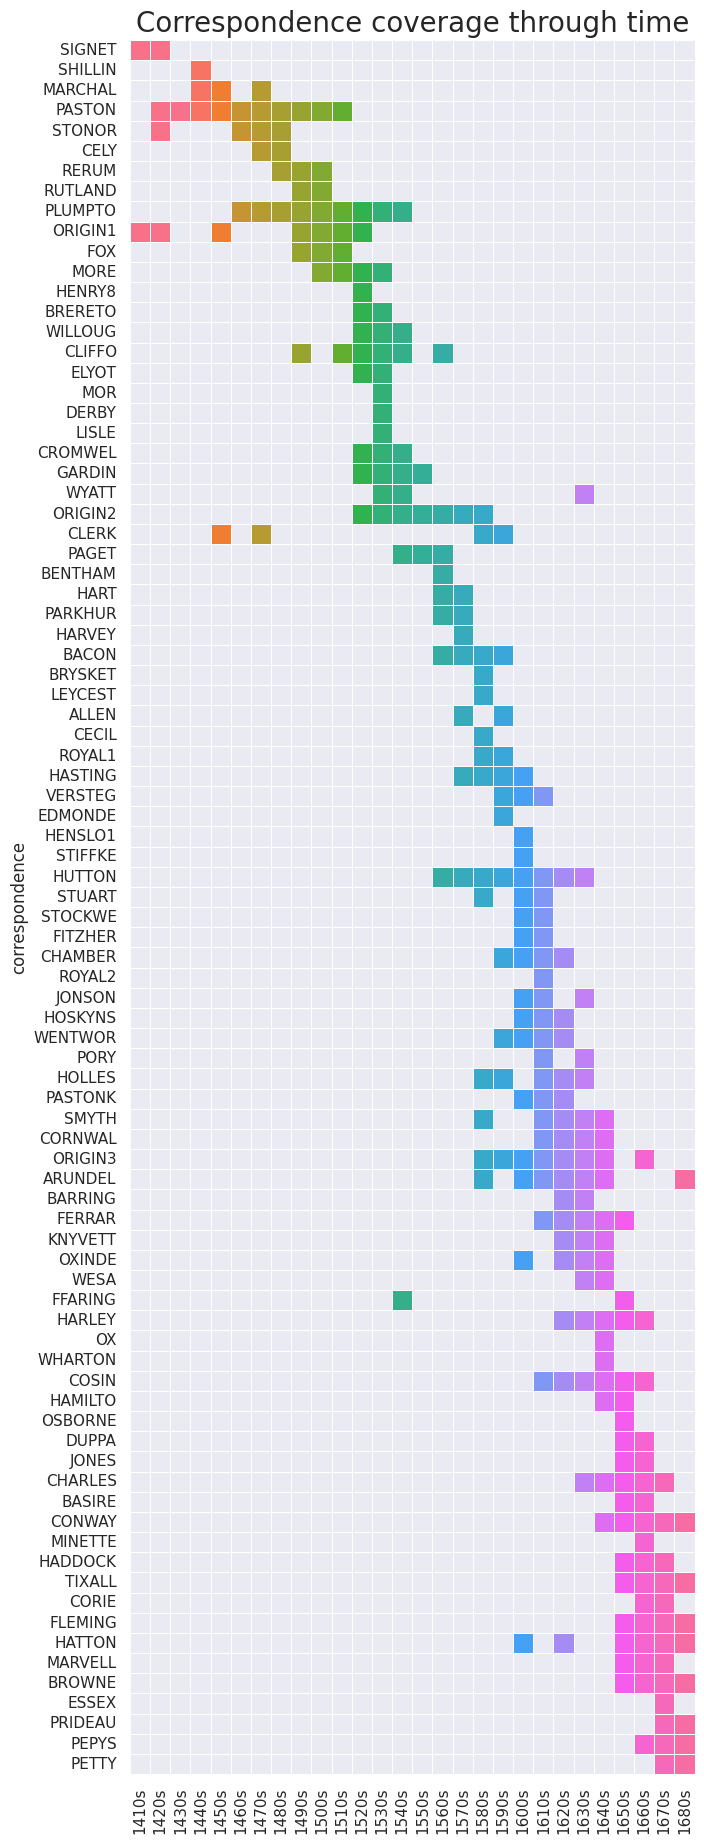 Correspondence coverage through time
SIGNET
SHILLIN
MARCHAL
PASTON
STONOR
CELY
RERUM
RUTLAND
PLUMPTO
ORIGIN1
FOX
MORE
HENRY8
BRERETO
WILLOUG
CLIFFO
ELYOT
MOR
DERBY
LISLE
CROMWEL
GARDIN
WYATT
ORIGIN2
CLERK
PAGET
BENTHAM
HART
PARKHUR
HARVEY
BACON
BRYSKET
LEYCEST
ALLEN
CECIL
ROYAL1
HASTING
VERSTEG
EDMONDE
HENSLO1
STIFFKE
HUTTON
STUART
STOCKWE
FITZHER
CHAMBER
ROYAL2
JONSON
HOSKYNS
WENTWOR
PORY
HOLLES
PASTONK
SMYTH
CORNWAL
ORIGIN3
ARUNDEL
BARRING
FERRAR
KNYVETT
OXINDE
WESA
FFARING
HARLEY
OX
WHARTON
COSIN
HAMILTO
OSBORNE
DUPPA
JONES
CHARLES
BASIRE
CONWAY
MINETTE
HADDOCK
TIXALL
CORIE
FLEMING
HATTON
MARVELL
BROWNE
ESSEX
PRIDEAU
PEPYS
PETTY
correspondence
1410s
1420s
1430s
1440s
1450s
1460s
1470s
1480s
1490s
1500s
1510s
1520s
1530s
1540s
1550s
1560s
1570s
1580s
1590s
1600s
1610s
1620s
1630s
1640s
1650s
1660s
1670s
1680s